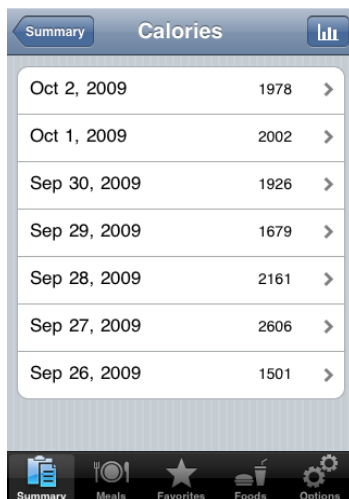 Summary Calories
Oct 2, 2009 1978
Oct 1, 2009 2002
Sep 30, 2009 1926
Sep 29, 2009 1679
Sep 28, 2009 2161
Sep 27, 2009 2606
Sep 26, 2009 1501
Summary Meals Favorites Foods Options